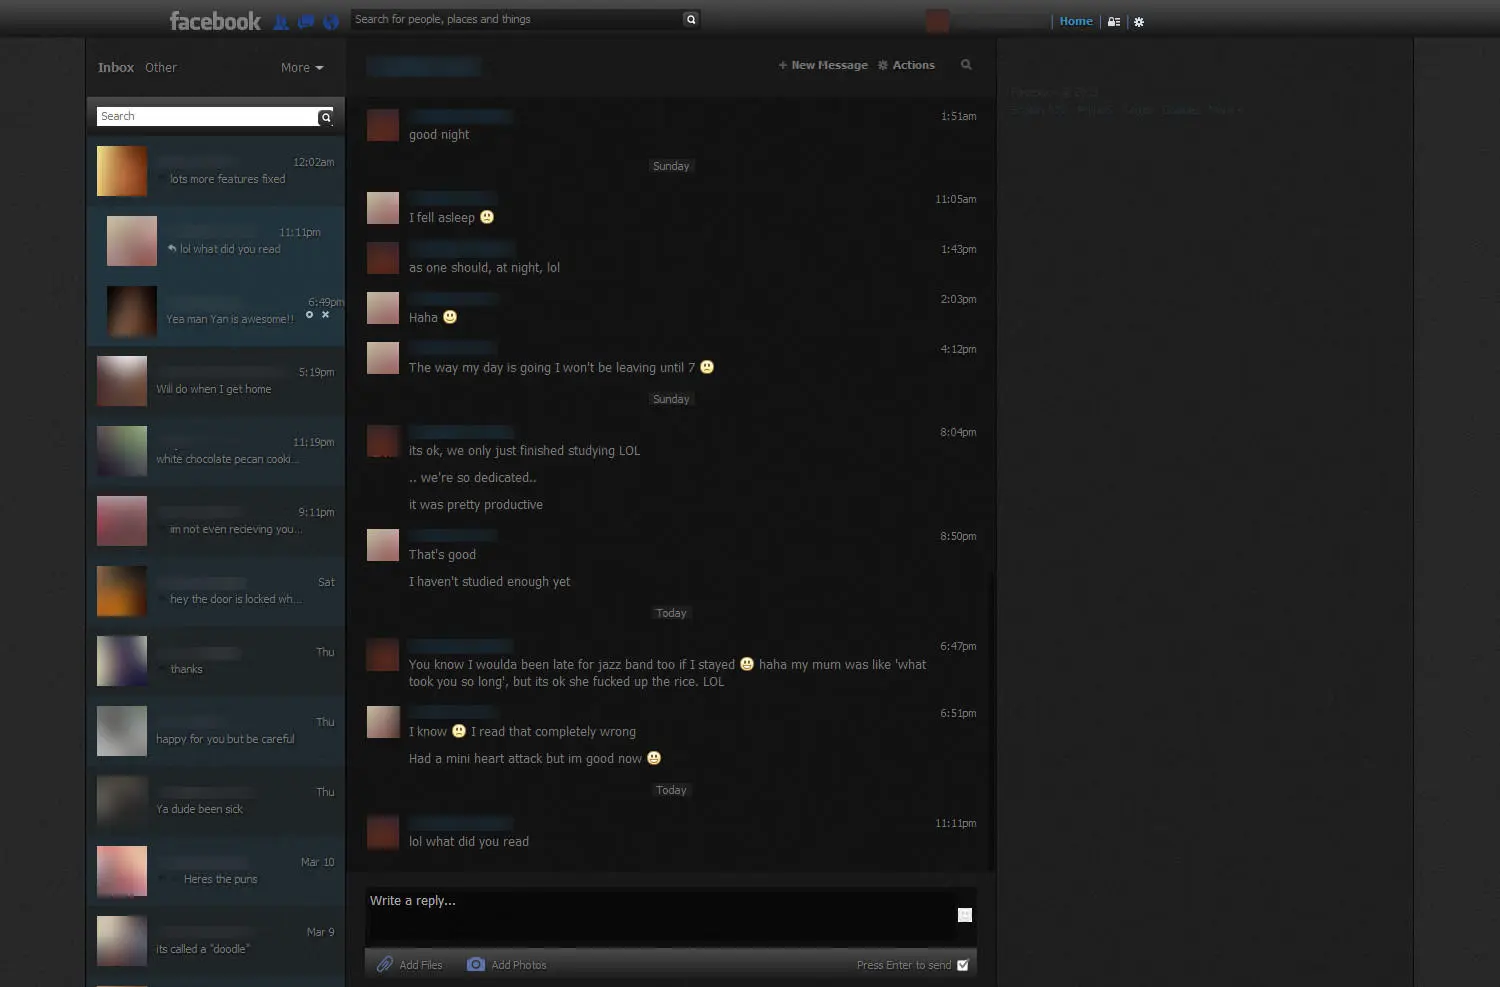 facebook
Search for people, places and things
Home
Inbox Other More
Search
12:02am
lots more features fixed
11:11pm
lol what did you read
6:49pm
Yea man Yan is awesome!!
5:19pm
Will do when I get home
11:19pm
white chocolate pecan cooki...
9:11pm
im not even recieving you...
Sat
hey the door is locked wh...
Thu
thanks
Thu
happy for you but be careful
Thu
Ya dude been sick
Mar 10
Heres the puns
Mar 9
its called a "doodle"
+ New Message Actions
1:51am
good night
Sunday
11:05am
I fell asleep
1:43pm
as one should, at night, lol
2:03pm
Haha
4:12pm
The way my day is going I won't be leaving until 7
Sunday
8:04pm
its ok, we only just finished studying LOL
.. we're so dedicated..
it was pretty productive
8:50pm
That's good
I haven't studied enough yet
Today
6:47pm
You know I woulda been late for jazz band too if I stayed haha my mum was like 'what
took you so long', but its ok she fucked up the rice. LOL
6:51pm
I know I read that completely wrong
Had a mini heart attack but im good now
Today
11:11pm
lol what did you read
Write a reply...
Add Files Add Photos Press Enter to send